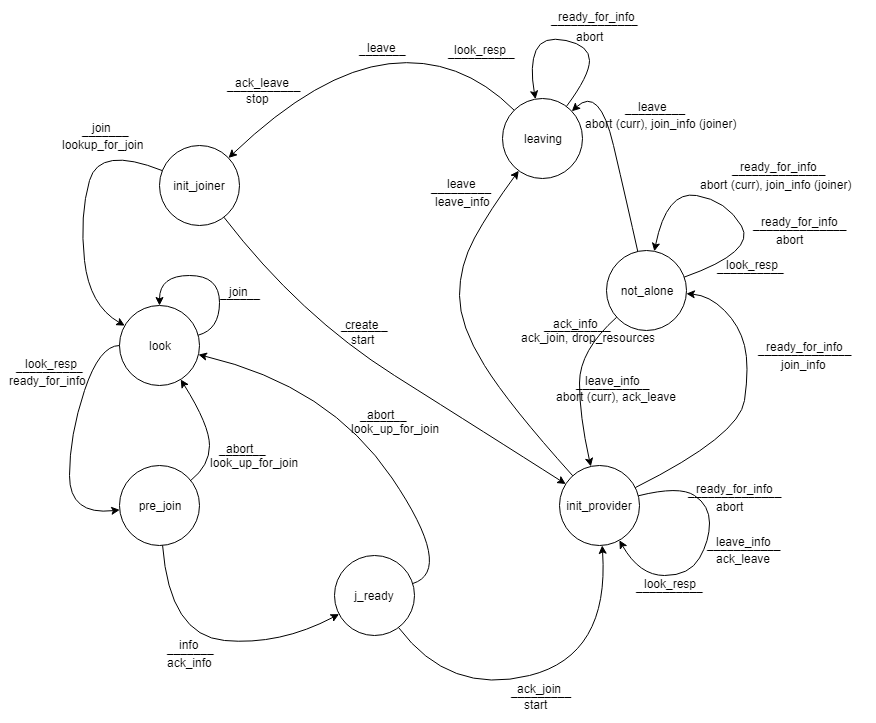 ready_for_info
abort
leave
look_resp
ack_leave
stop
leave
abort (curr), join_info (joiner)
join
lookup_for_join
leaving
ready_for_info
abort (curr), join_info (joiner)
init_joiner
leave
leave_info
ready_for_info
abort
look_resp
join
not_alone
create
start
ack_info
ack_join, drop_resources
look
ready_for_info
join_info
look_resp
ready_for_info
leave_info
abort (curr), ack_leave
abort
look_up_for_join
abort
look_up_for_join
ready_for_info
abort
pre_join
init_provider
leave_info
ack_leave
look_resp
j_ready
info
ack_info
ack_join
start